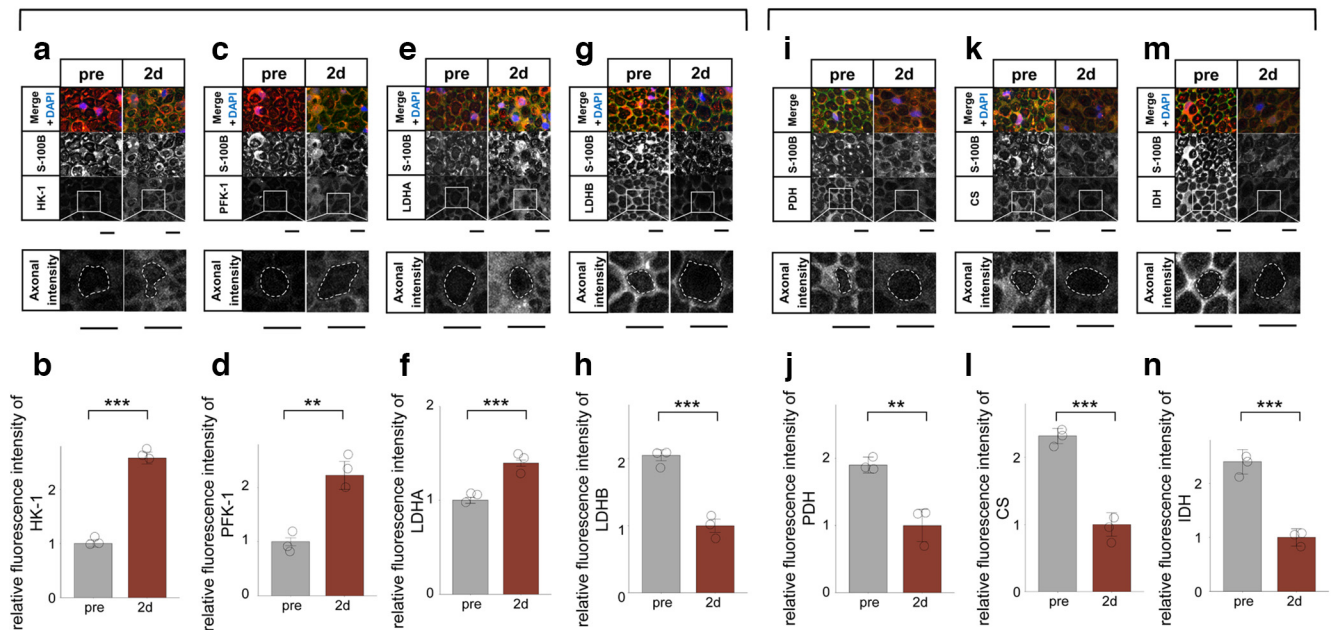 a
pre 2d
Merge + DAPI
S-100B
HK-1
Axonal intensity
c
pre 2d
Merge + DAPI
S-100B
PFK-1
Axonal intensity
e
pre 2d
Merge + DAPI
S-100B
LDHA
Axonal intensity
g
pre 2d
Merge + DAPI
S-100B
LDHB
Axonal intensity
i
pre 2d
Merge
S-100B
PDH
Axonal intensity
k
pre 2d
Merge + DAPI
S-100B
CS
Axonal intensity
m
pre 2d
Merge + DAPI
S-100B
IDH
Axonal intensity
b
relative fluorescence intensity of
HK-1
***
2
1
0
pre 2d
d
relative fluorescence intensity of
PFK-1
**
2
1
0
pre 2d
f
relative fluorescence intensity of
LDHA
***
2
1
0
pre 2d
h
relative fluorescence intensity of
LDHB
***
2
1
0
pre 2d
j
relative fluorescence intensity of
PDH
**
2
1
0
pre 2d
l
relative fluorescence intensity of
CS
***
2
1
0
pre 2d
n
relative fluorescence intensity of
IDH
***
2
1
0
pre 2d